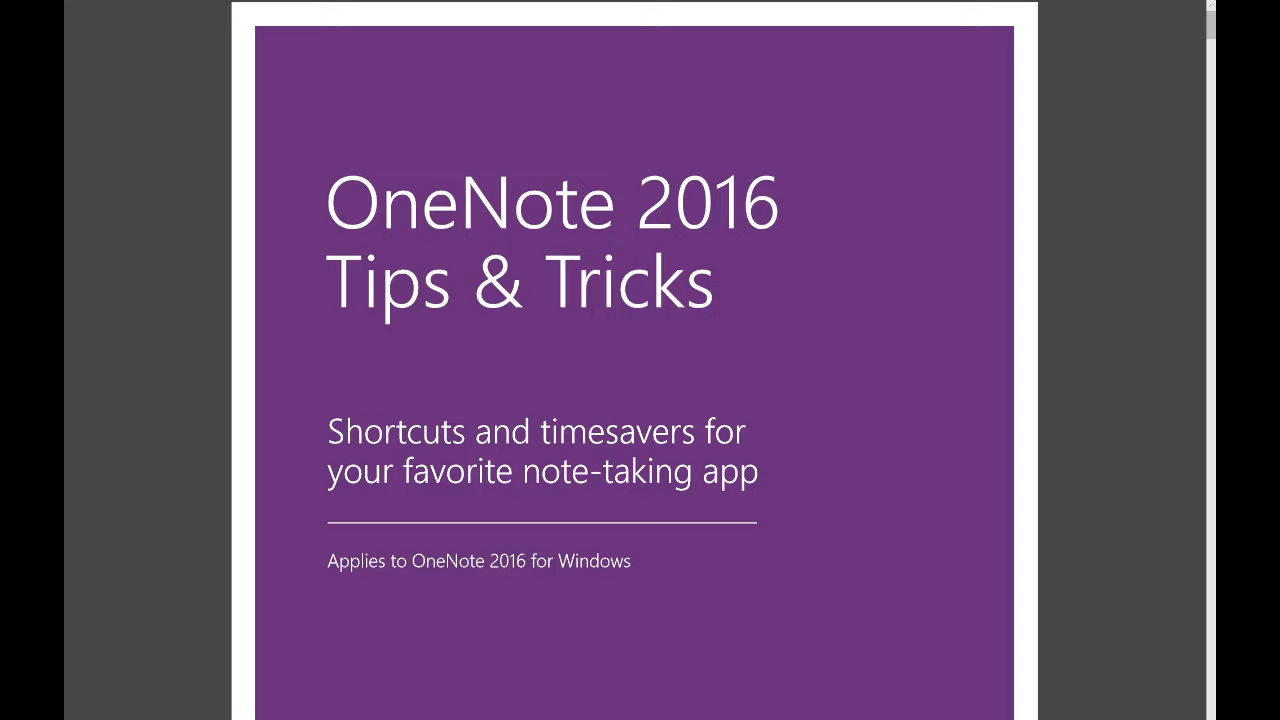 OneNote 2016
Tips & Tricks
Shortcuts and timesavers for
your favorite note-taking app
Applies to OneNote 2016 for Windows